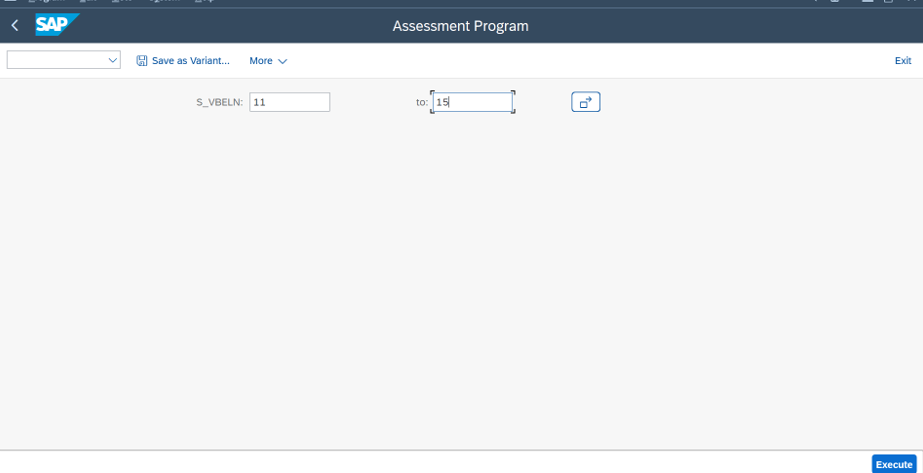 SAP
Assessment Program
Save as Variant... More Exit
S_VBELN: 11 to: 15
Execute